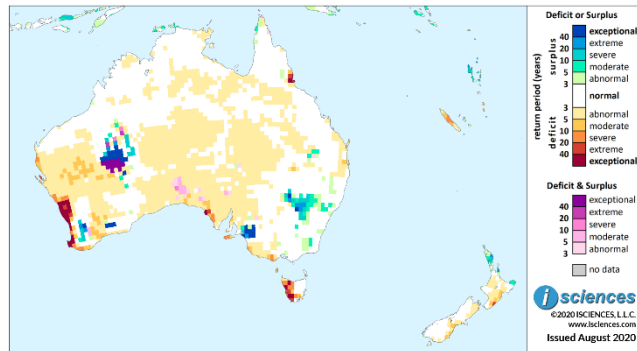 Deficit or Surplus
return period (years)
surplus
40
20
10
5
3
exceptional
extreme
severe
moderate
abnormal
normal
deficit
3
5
10
20
40
abnormal
moderate
severe
extreme
exceptional
Deficit & Surplus
40
20
10
5
3
exceptional
extreme
severe
moderate
abnormal
no data
i sciences
©2020 ISCIENCES, L.L.C.
www.isciences.com
Issued August 2020